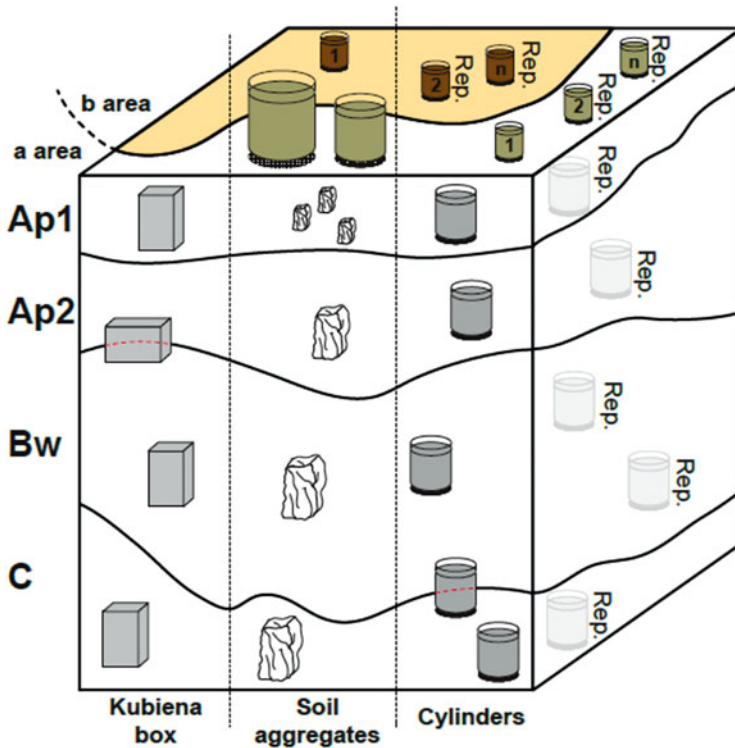 b area
a area
1
2
Rep.
n
Rep.
1
2
Rep.
n
Rep.
Ap1
Rep.
Ap2
Rep.
Bw
Rep.
Rep.
C
Rep.
Kubiena
box
Soil
aggregates
Cylinders